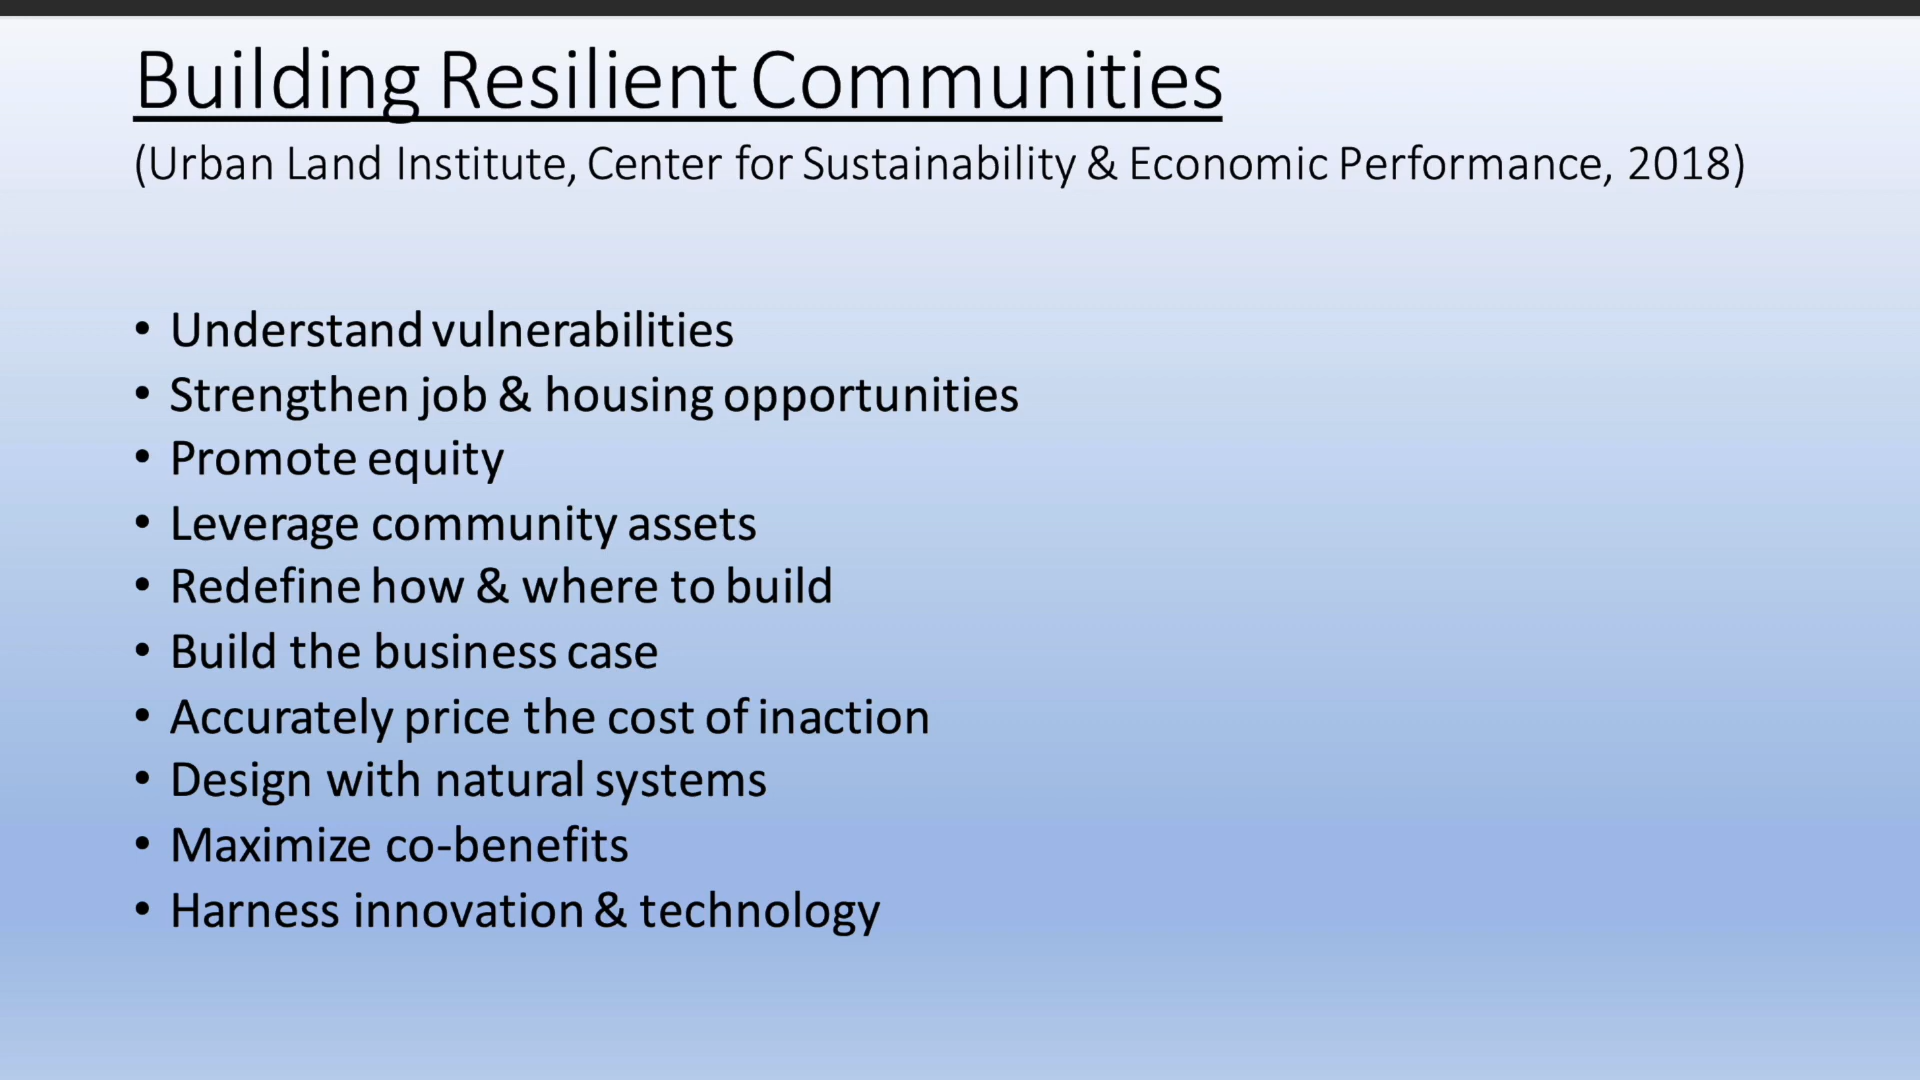 Building Resilient Communities
(Urban Land Institute, Center for Sustainability & Economic Performance, 2018)
• Understand vulnerabilities
• Strengthen job & housing opportunities
• Promote equity
• Leverage community assets
• Redefine how & where to build
• Build the business case
• Accurately price the cost of inaction
• Design with natural systems
• Maximize co-benefits
• Harness innovation & technology